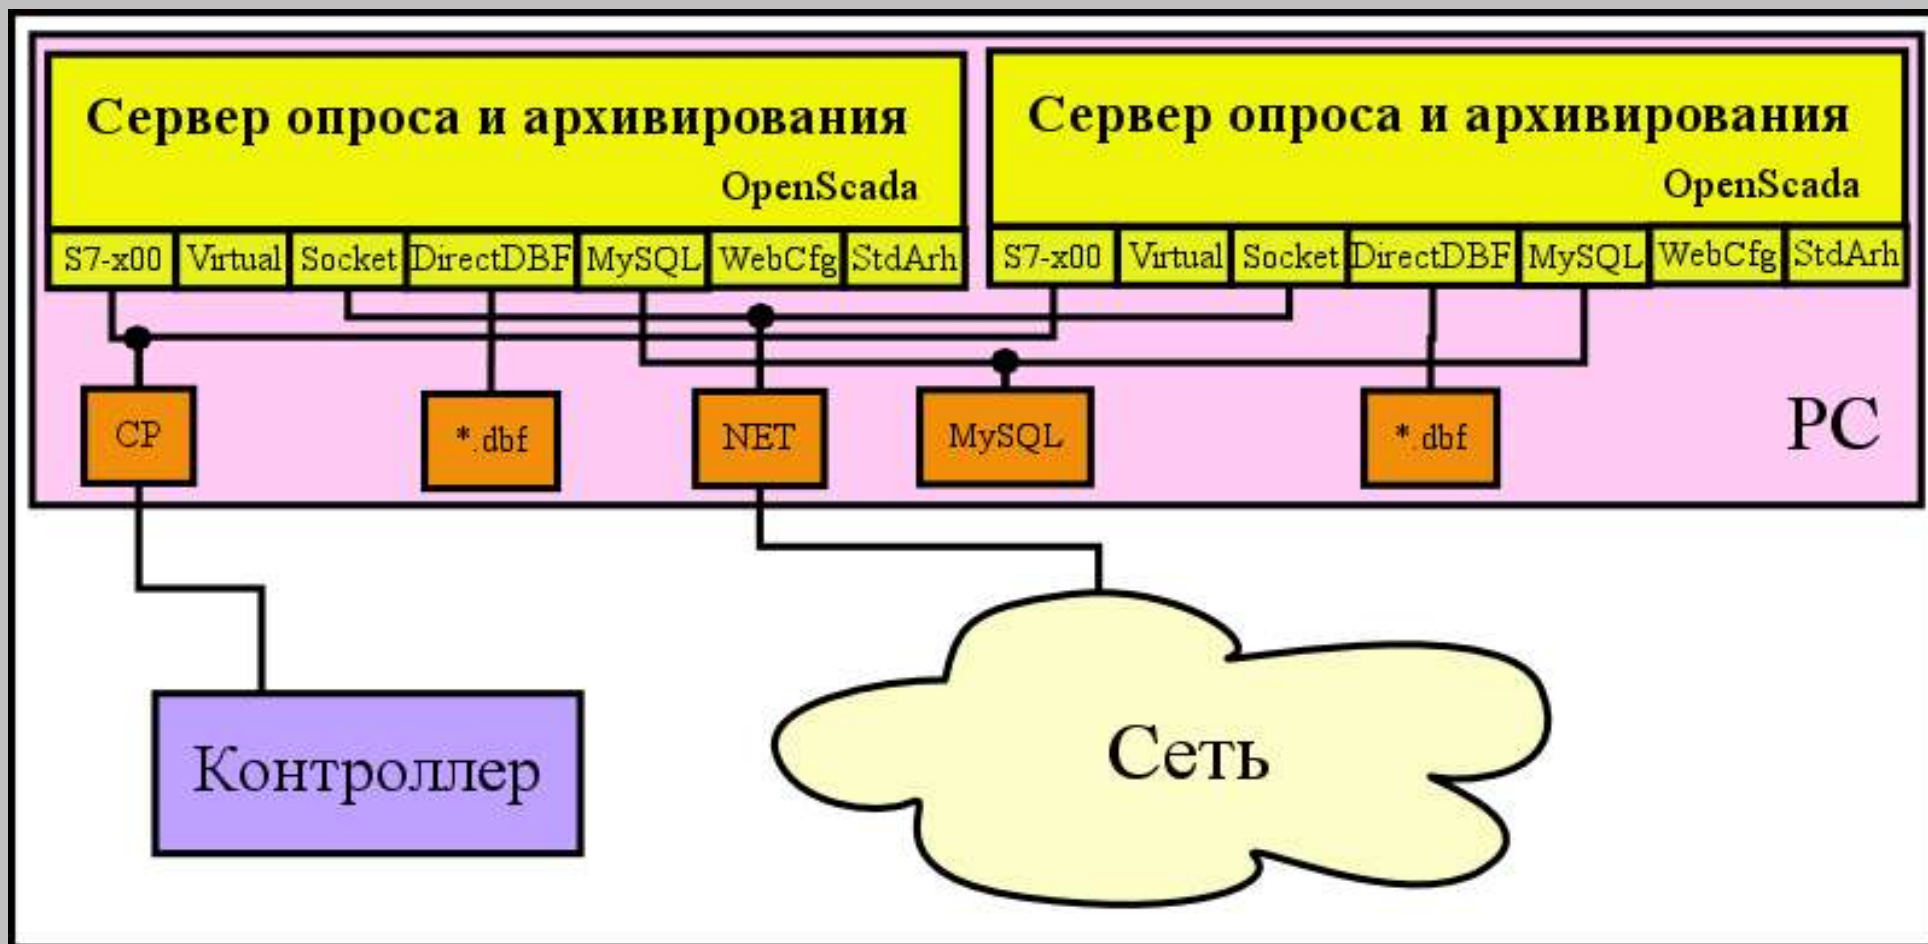 Сервер опроса и архивирования
OpenScada
S7-x00 Virtual Socket DirectDBF MySQL WebCfg StdArh
Сервер опроса и архивирования
OpenScada
S7-x00 Virtual Socket DirectDBF MySQL WebCfg StdArh
CP *.dbf NET MySQL *.dbf PC
Контроллер
Сеть